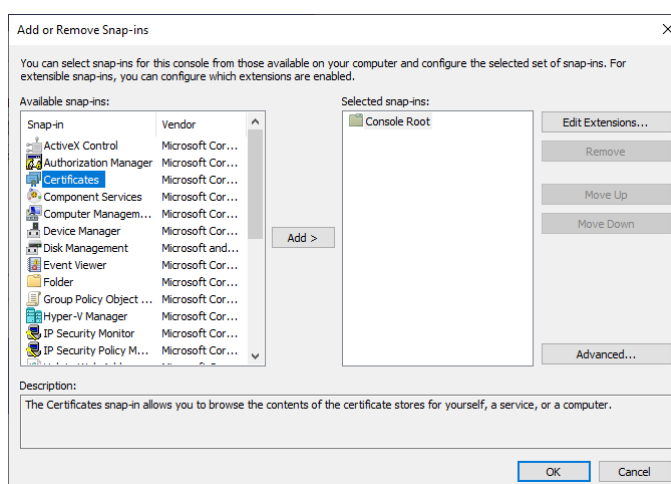 Add or Remove Snap-ins
You can select snap-ins for this console from those available on your computer and configure the selected set of snap-ins. For
extensible snap-ins, you can configure which extensions are enabled.
Available snap-ins:
Selected snap-ins:
Snap-in Vendor
ActiveX Control Microsoft Cor...
Authorization Manager Microsoft Cor...
Certificates Microsoft Cor...
Component Services Microsoft Cor...
Computer Managem... Microsoft Cor...
Device Manager Microsoft Cor...
Disk Management Microsoft and...
Event Viewer Microsoft Cor...
Folder Microsoft Cor...
Group Policy Object ... Microsoft Cor...
Hyper-V Manager Microsoft Cor...
IP Security Monitor Microsoft Cor...
IP Security Policy M... Microsoft Cor...
Add >
Console Root
Edit Extensions...
Remove
Move Up
Move Down
Advanced...
Description:
The Certificates snap-in allows you to browse the contents of the certificate stores for yourself, a service, or a computer.
OK
Cancel